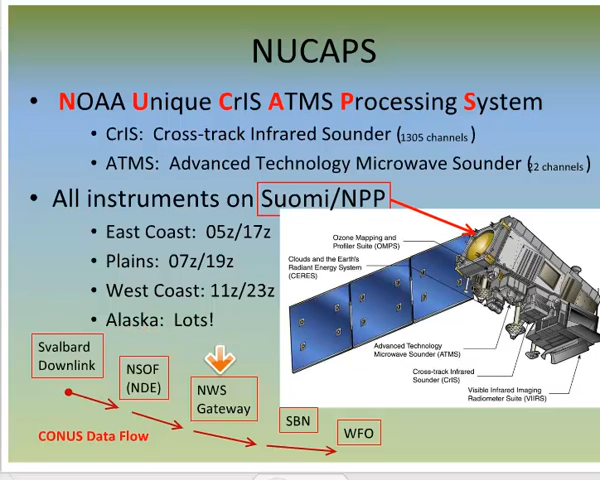 NUCAPS
• NOAA Unique CrIS ATMS Processing System
• CrIS: Cross-track Infrared Sounder (1305 channels)
• ATMS: Advanced Technology Microwave Sounder (22 channels)
• All instruments on Suomi/NPP
• East Coast: 05z/17z
• Plains: 07z/19z
• West Coast: 11z/23z
• Alaska: Lots!
Ozone Mapping and
Profiler Suite (OMPS)
Clouds and the Earth's
Radiant Energy System
(CERES)
Advanced Technology
Microwave Sounder (ATMS)
Cross-track Infrared
Sounder (CrIS)
Visible Infrared Imaging
Radiometer Suite (VIIRS)
Svalbard
Downlink
NSOF
(NDE)
NWS
Gateway
SBN
WFO
CONUS Data Flow